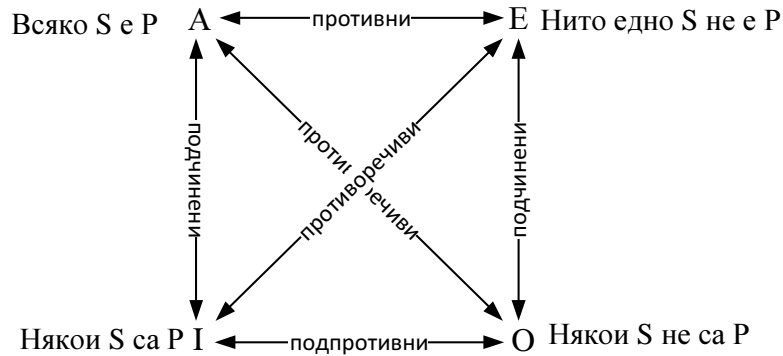 Всяко S е P A противни E Нито едно S не е P
подчинени
противоречиви
противоречиви
подчинени
Някои S са P I подпротивни O Някои S не са P